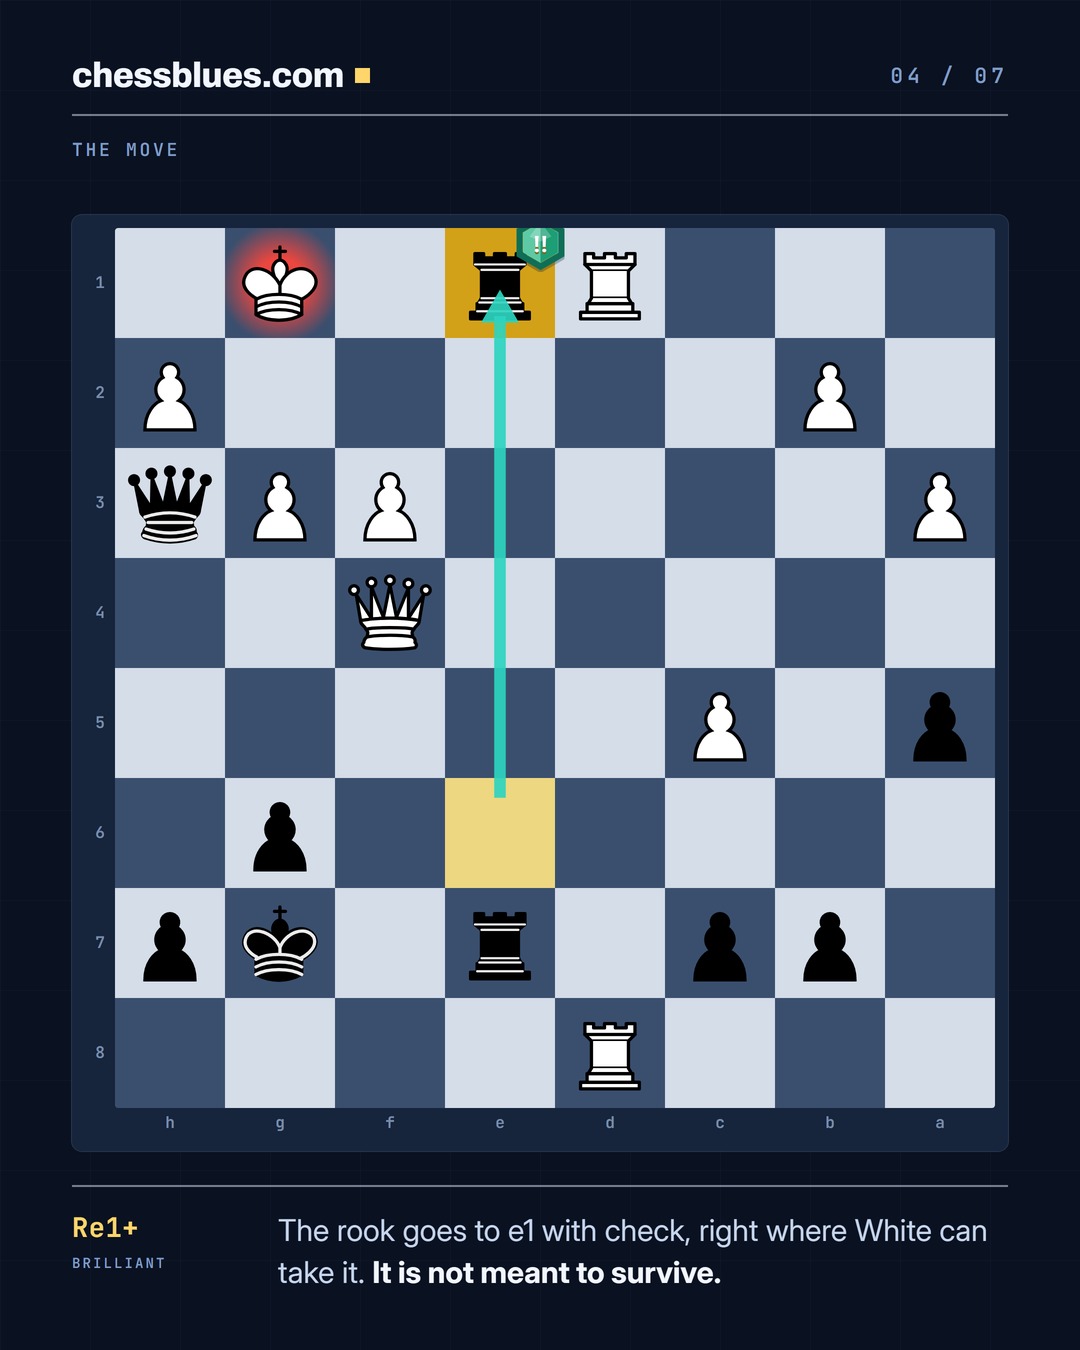 chessblues.com
04 / 07
THE MOVE
!!
1
2
3
4
5
6
7
8
h g f e d c b a
Re1+
BRILLIANT
The rook goes to e1 with check, right where White can
take it. It is not meant to survive.